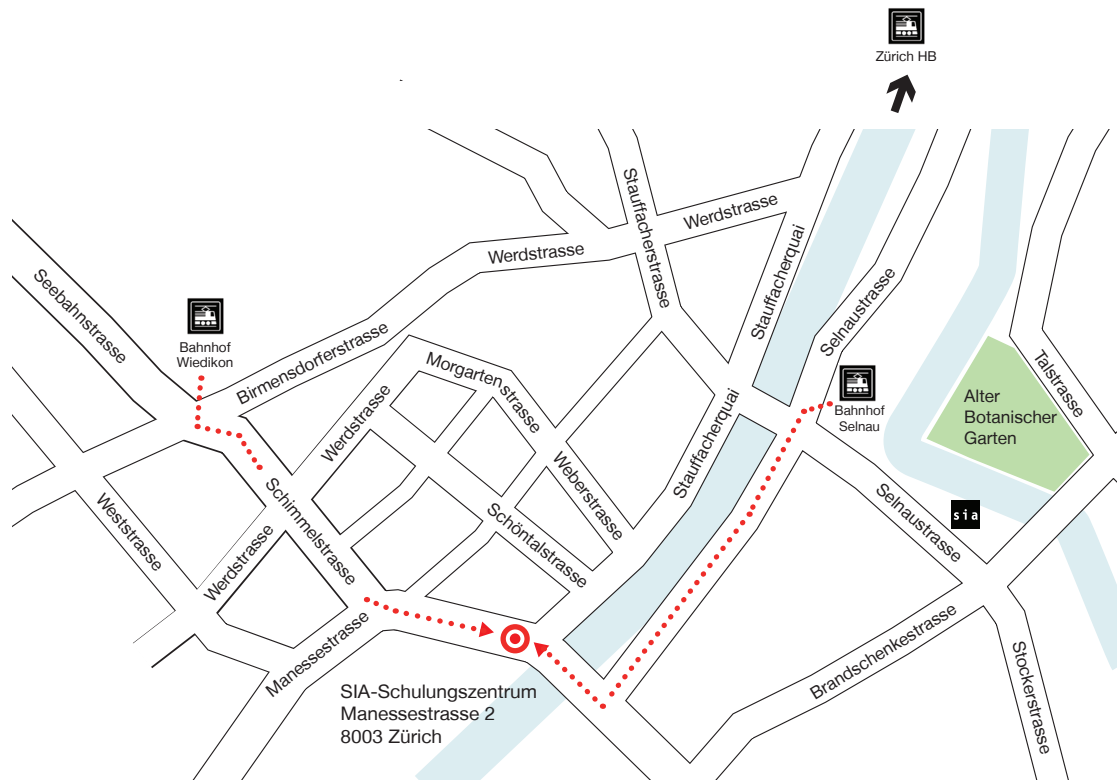 Zürich HB
Stauffacherstrasse
Werdstrasse
Werdstrasse
Stauffacherquai
Seebahnstrasse
Selnaustrasse
Bahnhof
Wiedikon
Birmensdorferstrasse
Morgartenstrasse
Talstrasse
Werdstrasse
Alter
Botanischer
Garten
Bahnhof
Selnau
Stauffacherquai
Weberstrasse
Schimmelstrasse
Weststrasse
Schöntalstrasse
Selnaustrasse
sia
Werdstrasse
Manessestrasse
Brandschenkestrasse
Stockerstrasse
SIA-Schulungszentrum
Manessestrasse 2
8003 Zürich